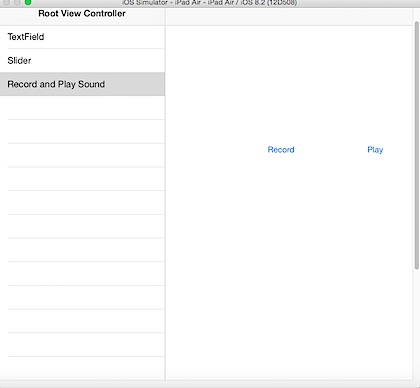 iOS Simulator - iPad Air - iPad Air / iOS 8.2 (12D508)
Root View Controller
TextField
Slider
Record and Play Sound
Record
Play